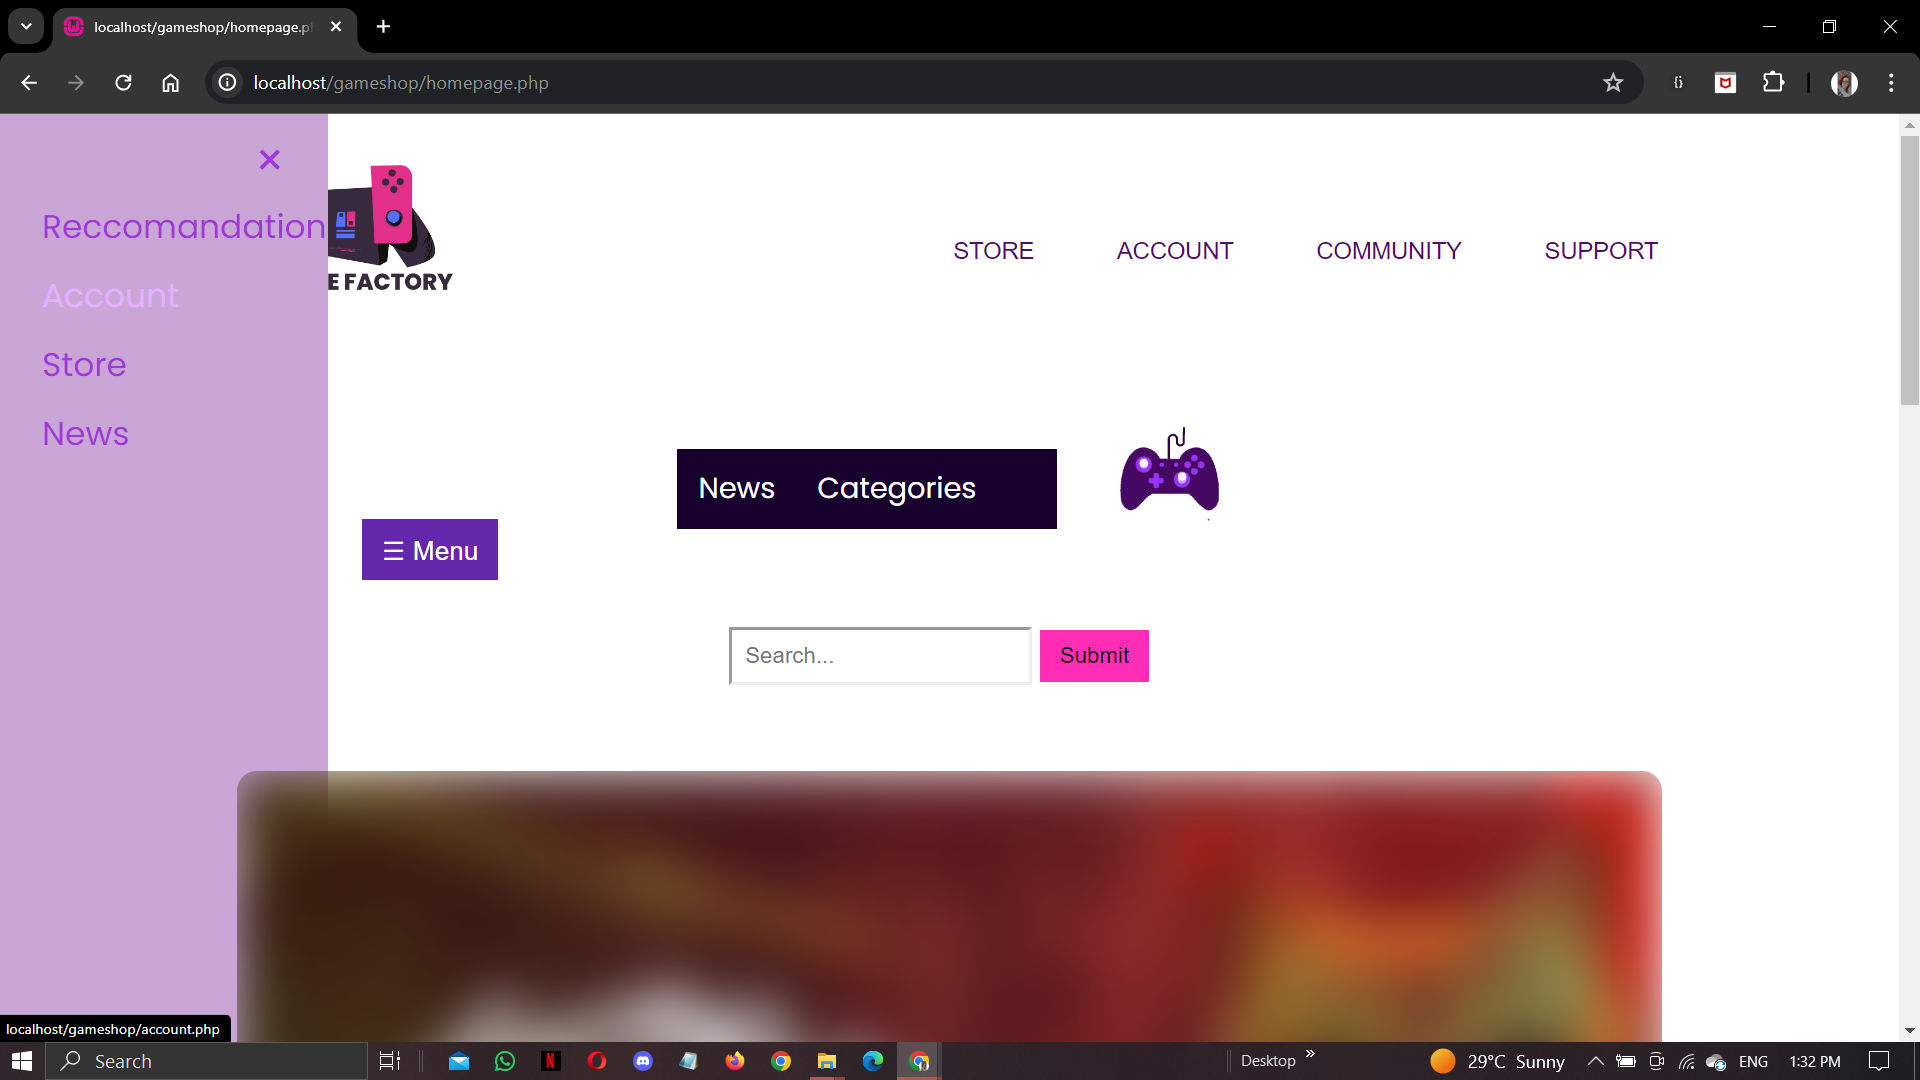 localhost/gameshop/homepage.p
localhost/gameshop/homepage.php
Reccomandation
Account
Store
News
E FACTORY
STORE
ACCOUNT
COMMUNITY
SUPPORT
News
Categories
☰ Menu
Search...
Submit
localhost/gameshop/account.php
Search
Desktop
29°C Sunny
ENG
1:32 PM